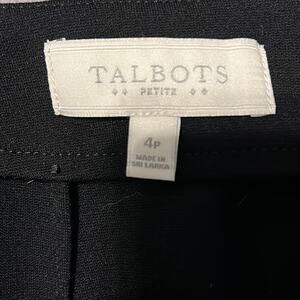 TALBOTS
PETITE
4P
MADE IN
SRI LANKA